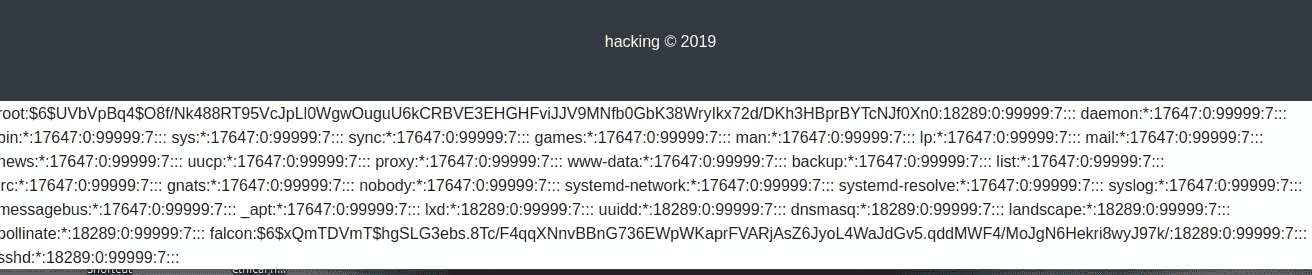 hacking © 2019
root:$6$UVbVpBq4$O8f/Nk488RT95VcJpLl0WgwOuguU6kCRBVE3EHGHFviJJV9MNfb0GbK38Wrylkx72d/DKh3HBprBYTcNJf0Xn0:18289:0:99999:7::: daemon:*:17647:0:99999:7:::
bin:*:17647:0:99999:7::: sys:*:17647:0:99999:7::: sync:*:17647:0:99999:7::: games:*:17647:0:99999:7::: man:*:17647:0:99999:7::: lp:*:17647:0:99999:7::: mail:*:17647:0:99999:7:::
news:*:17647:0:99999:7::: uucp:*:17647:0:99999:7::: proxy:*:17647:0:99999:7::: www-data:*:17647:0:99999:7::: backup:*:17647:0:99999:7::: list:*:17647:0:99999:7:::
irc:*:17647:0:99999:7::: gnats:*:17647:0:99999:7::: nobody:*:17647:0:99999:7::: systemd-network:*:17647:0:99999:7::: systemd-resolve:*:17647:0:99999:7::: syslog:*:17647:0:99999:7:::
messagebus:*:17647:0:99999:7::: _apt:*:17647:0:99999:7::: lxd:*:18289:0:99999:7::: uuidd:*:18289:0:99999:7::: dnsmasq:*:18289:0:99999:7::: landscape:*:18289:0:99999:7:::
pollinate:*:18289:0:99999:7::: falcon:$6$xQmTDVmT$hgSLG3ebs.8Tc/F4qqXNnvBBnG736EWpWKaprFVARjAsZ6JyoL4WaJdGv5.qddMWF4/MoJgN6Hekri8wyJ97k/:18289:0:99999:7:::
sshd:*:18289:0:99999:7:::